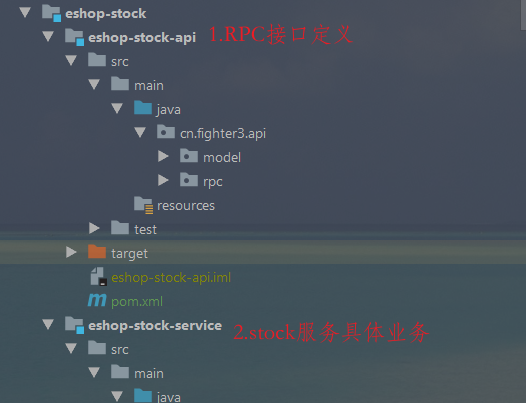 eshop-stock
eshop-stock-api 1.RPC接口定义
src
main
java
cn.fighter3.api
model
rpc
resources
test
target
eshop-stock-api.iml
pom.xml
eshop-stock-service 2.stock服务具体业务
src
main
java